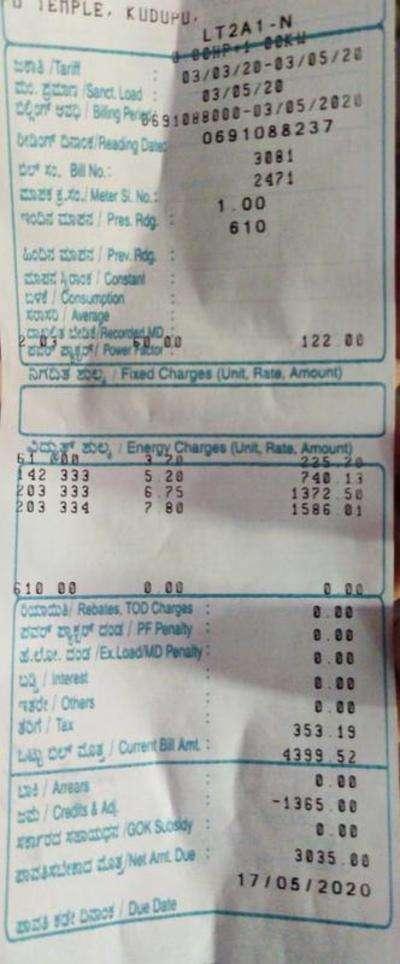 TEMPLE, KUDUPU,
LT2A1-N
0.00HP+1.00KW
ಜಕಾತಿ /Tariff : 03/03/20-03/05/20
ಮಂ. ಪ್ರಮಾಣ /Sanct. Load : 03/05/20
ಬಿಲ್ಲಿಂಗ್ ಅವಧಿ / Billing Period 0691088000-03/05/2020
ರೀಡಿಂಗ್ ದಿನಾಂಕ/Reading Date: 0691088237
ಬಿಲ್ ಸಂ. Bill No.: 3081
ಮಾಪಕ ಕ್ರ.ಸಂ./ Meter Sl. No.: 2471
ಇಂದಿನ ಮಾಪನ / Pres. Rdg. : 1.00
610
ಹಿಂದಿನ ಮಾಪನ / Prev. Rdg. :
ಮಾಪನ ಸ್ಥಿರಾಂಕ / Constant :
ಬಳಕೆ / Consumption :
ಸರಾಸರಿ / Average :
ದಾಖಲಿತ ಬೇಡಿಕೆ/Recorded MD :
2.03 60.00 122.00
ಪವರ್ ಫ್ಯಾಕ್ಟರ್ / Power Factor :
ನಿಗದಿತ ಶುಲ್ಕ / Fixed Charges (Unit, Rate, Amount)
ವಿದ್ಯುತ್ ಶುಲ್ಕ / Energy Charges (Unit, Rate, Amount)
61.000 3.70 225.70
142.333 5.20 740.13
203.333 6.75 1372.50
203.334 7.80 1586.01
610.00 0.00 0.00
ರಿಯಾಯಿತಿ/ Rebates, TOD Charges : 0.00
ಪವರ್ ಫ್ಯಾಕ್ಟರ್ ದಂಡ / PF Penalty : 0.00
ಹೆ.ಲೋ. ದಂಡ /Ex.Load/MD Penalty : 0.00
ಬಡ್ಡಿ / Interest : 0.00
ಇತರೇ / Others : 0.00
ತೆರಿಗೆ / Tax : 353.19
ಒಟ್ಟು ಬಿಲ್ ಮೊತ್ತ / Current Bill Amt. : 4399.52
ಬಾಕಿ / Arrears : 0.00
ಜಮಾ / Credits & Adj. : -1365.00
ಸರ್ಕಾರದ ಸಹಾಯಧನ /GOK Subsidy : 0.00
ಪಾವತಿಸಬೇಕಾದ ಮೊತ್ತ/Net Amt. Due : 3035.00
17/05/2020
ಪಾವತಿ ಕಡೇ ದಿನಾಂಕ / Due Date